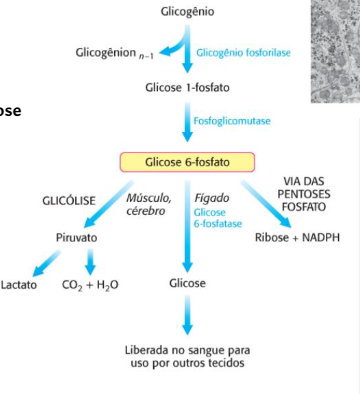 Glicogênio
Glicogênion n–1
Glicogênio fosforilase
Glicose 1-fosfato
ose
Fosfoglicomutase
Glicose 6-fosfato
GLICÓLISE
Músculo,
cérebro
Fígado
Glicose
6-fosfatase
VIA DAS
PENTOSES
FOSFATO
Piruvato
Ribose + NADPH
Lactato
CO2 + H2O
Glicose
Liberada no sangue para
uso por outros tecidos